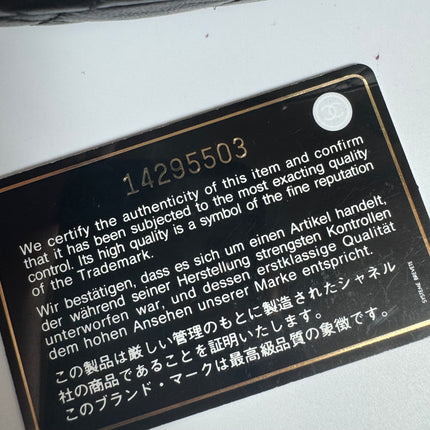 14295503
We certify the authenticity of this item and confirm
that it has been subjected to the most exacting quality
control. Its high quality is a symbol of the fine reputation
of the Trademark.
Wir bestätigen, dass es sich um einen Artikel handelt,
der während seiner Herstellung strengsten Kontrollen
unterworfen war, und dessen erstklassige Qualität
dem hohen Ansehen unserer Marke entspricht.
この製品は厳しい管理のもとに製造されたシャネル
社の商品であることを証明いたします。
このブランド・マークは最高級品質の象徴です。